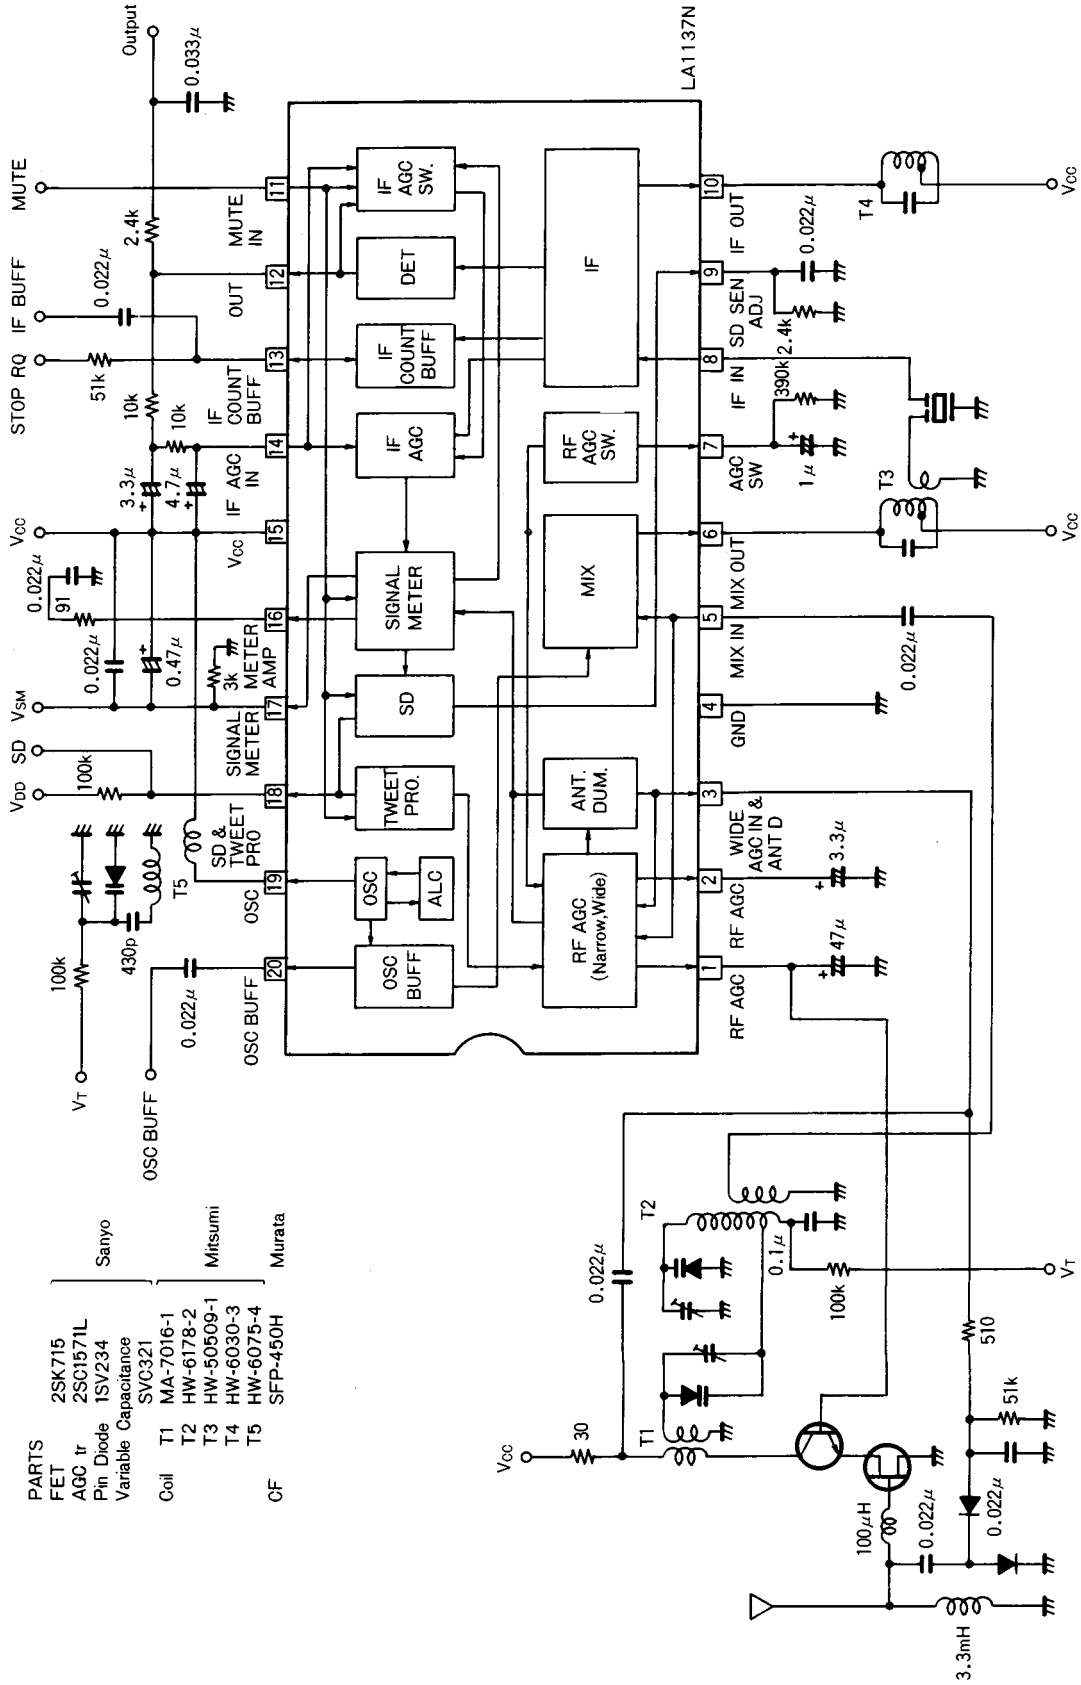 PARTS
FET 2SK715
AGC tr 2SC1571L
Pin Diode 1SV234
Variable Capacitance
SVC321
Sanyo
Coil T1 MA-7016-1
T2 HW-6178-2
T3 HW-50509-1
T4 HW-6030-3
T5 HW-6075-4
Mitsumi
CF SFP-450H Murata
VT
100k
430p
T5
OSC BUFF
0.022μ
VDD
SD
100k
VSM
0.022μ
0.47μ
3k
0.022μ
91
VCC
3.3μ
4.7μ
10k
10k
STOP RQ
51k
IF BUFF
0.022μ
2.4k
MUTE
Output
0.033μ
OSC BUFF
OSC
SD &
TWEET
PRO
SIGNAL
METER
METER
AMP
VCC
IF AGC
IN
IF
COUNT
BUFF
OUT
MUTE
IN
20
19
18
17
16
15
14
13
12
11
OSC
BUFF
OSC
ALC
TWEET
PRO.
SD
SIGNAL
METER
IF
AGC
IF
COUNT
BUFF
DET
IF
AGC
SW.
RF AGC
(Narrow,Wide)
ANT.
DUM.
MIX
RF
AGC
SW.
IF
LA1137N
1
2
3
4
5
6
7
8
9
10
RF AGC
RF AGC
WIDE
AGC IN &
ANT D
GND
MIX IN
MIX OUT
AGC
SW
IF IN
SD SEN
ADJ
IF OUT
47μ
3.3μ
0.022μ
T3
VCC
1μ
390k
2.4k
0.022μ
T4
VCC
VCC
30
0.022μ
T1
T2
0.1μ
100k
VT
100μH
0.022μ
0.022μ
51k
510
3.3mH